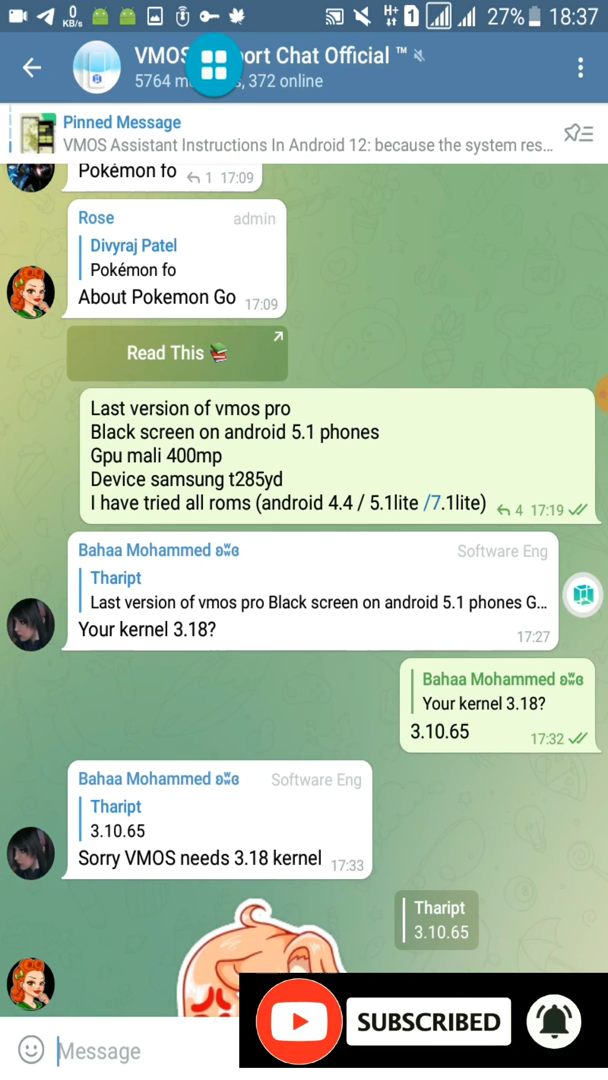 0
KB/s
H+
1
27%
18:37
VMOS
ort Chat Official ™
5764 m
, 372 online
Pinned Message
VMOS Assistant Instructions In Android 12: because the system res...
Pokémon fo 1 17:09
Rose admin
Divyraj Patel
Pokémon fo
About Pokemon Go 17:09
Read This
Last version of vmos pro
Black screen on android 5.1 phones
Gpu mali 400mp
Device samsung t285yd
I have tried all roms (android 4.4 / 5.1lite /7.1lite) 4 17:19
Bahaa Mohammed Software Eng
Thaript
Last version of vmos pro Black screen on android 5.1 phones G...
Your kernel 3.18? 17:27
Bahaa Mohammed
Your kernel 3.18?
3.10.65 17:32
Bahaa Mohammed Software Eng
Thaript
3.10.65
Sorry VMOS needs 3.18 kernel 17:33
Thaript
3.10.65
SUBSCRIBED
Message